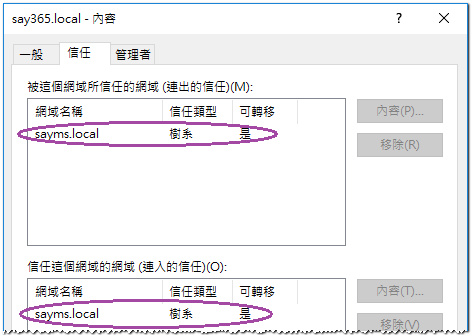 say365.local - 內容
? ×
一般 信任 管理者
被這個網域所信任的網域 (連出的信任)(M):
網域名稱 信任類型 可轉移 內容(P)...
sayms.local 樹系 是 移除(R)
信任這個網域的網域 (連入的信任)(O):
網域名稱 信任類型 可轉移 內容(T)...
sayms.local 樹系 是 移除(V)